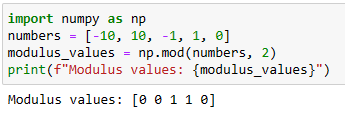 import numpy as np
numbers = [-10, 10, -1, 1, 0]
modulus_values = np.mod(numbers, 2)
print(f"Modulus values: {modulus_values}")
Modulus values: [0 0 1 1 0]